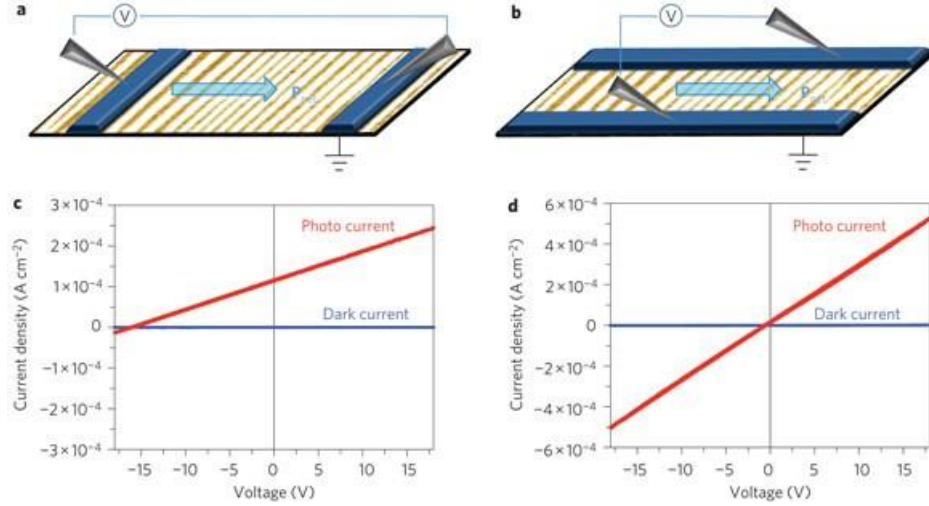 a
V
P
b
V
P
c
3×10⁻⁴
2×10⁻⁴
1×10⁻⁴
0
−1×10⁻⁴
−2×10⁻⁴
−3×10⁻⁴
Current density (A cm⁻²)
Photo current
Dark current
−15 −10 −5 0 5 10 15
Voltage (V)
d
6×10⁻⁴
4×10⁻⁴
2×10⁻⁴
0
−2×10⁻⁴
−4×10⁻⁴
−6×10⁻⁴
Current density (A cm⁻²)
Photo current
Dark current
−15 −10 −5 0 5 10 15
Voltage (V)